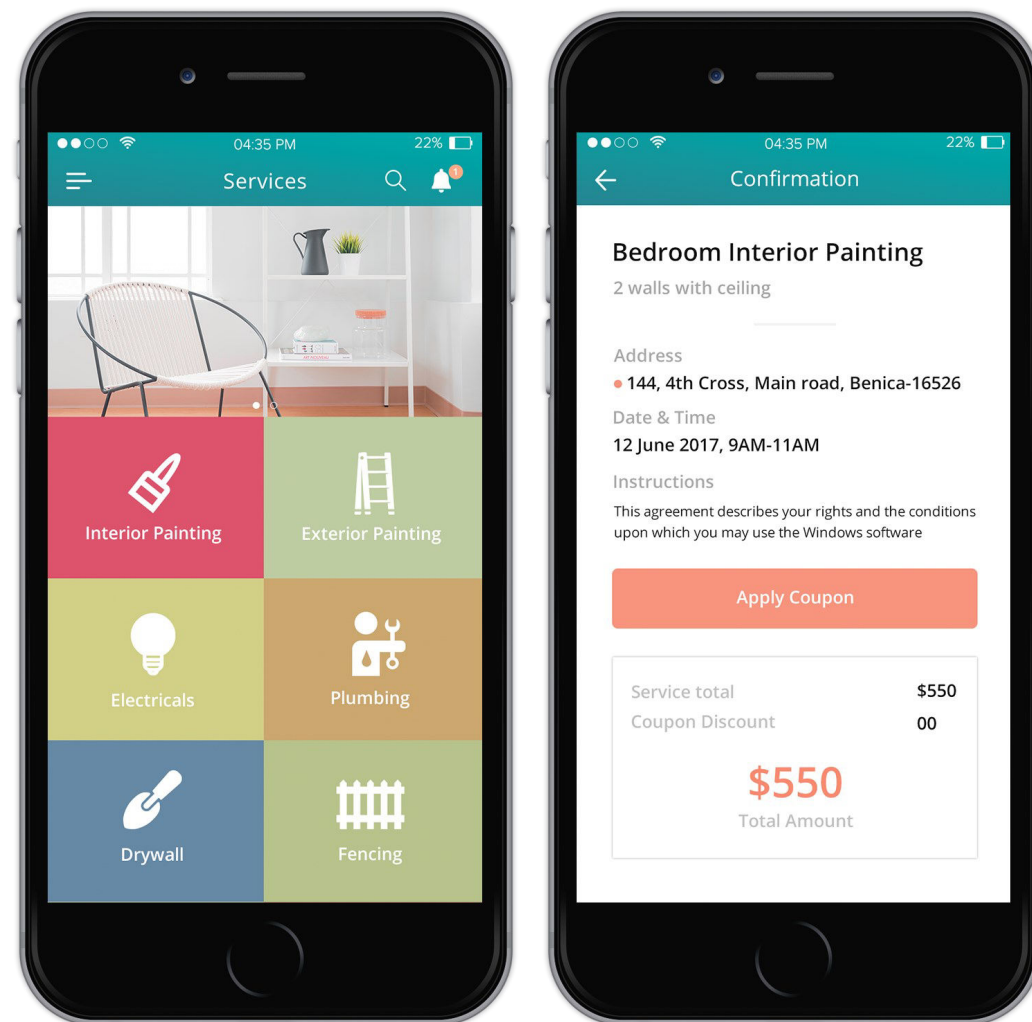 04:35 PM 22%
Services 1
Interior Painting Exterior Painting
Electricals Plumbing
Drywall Fencing
04:35 PM 22%
Confirmation
Bedroom Interior Painting
2 walls with ceiling
Address
144, 4th Cross, Main road, Benica-16526
Date & Time
12 June 2017, 9AM-11AM
Instructions
This agreement describes your rights and the conditions
upon which you may use the Windows software
Apply Coupon
Service total $550
Coupon Discount 00
$550
Total Amount